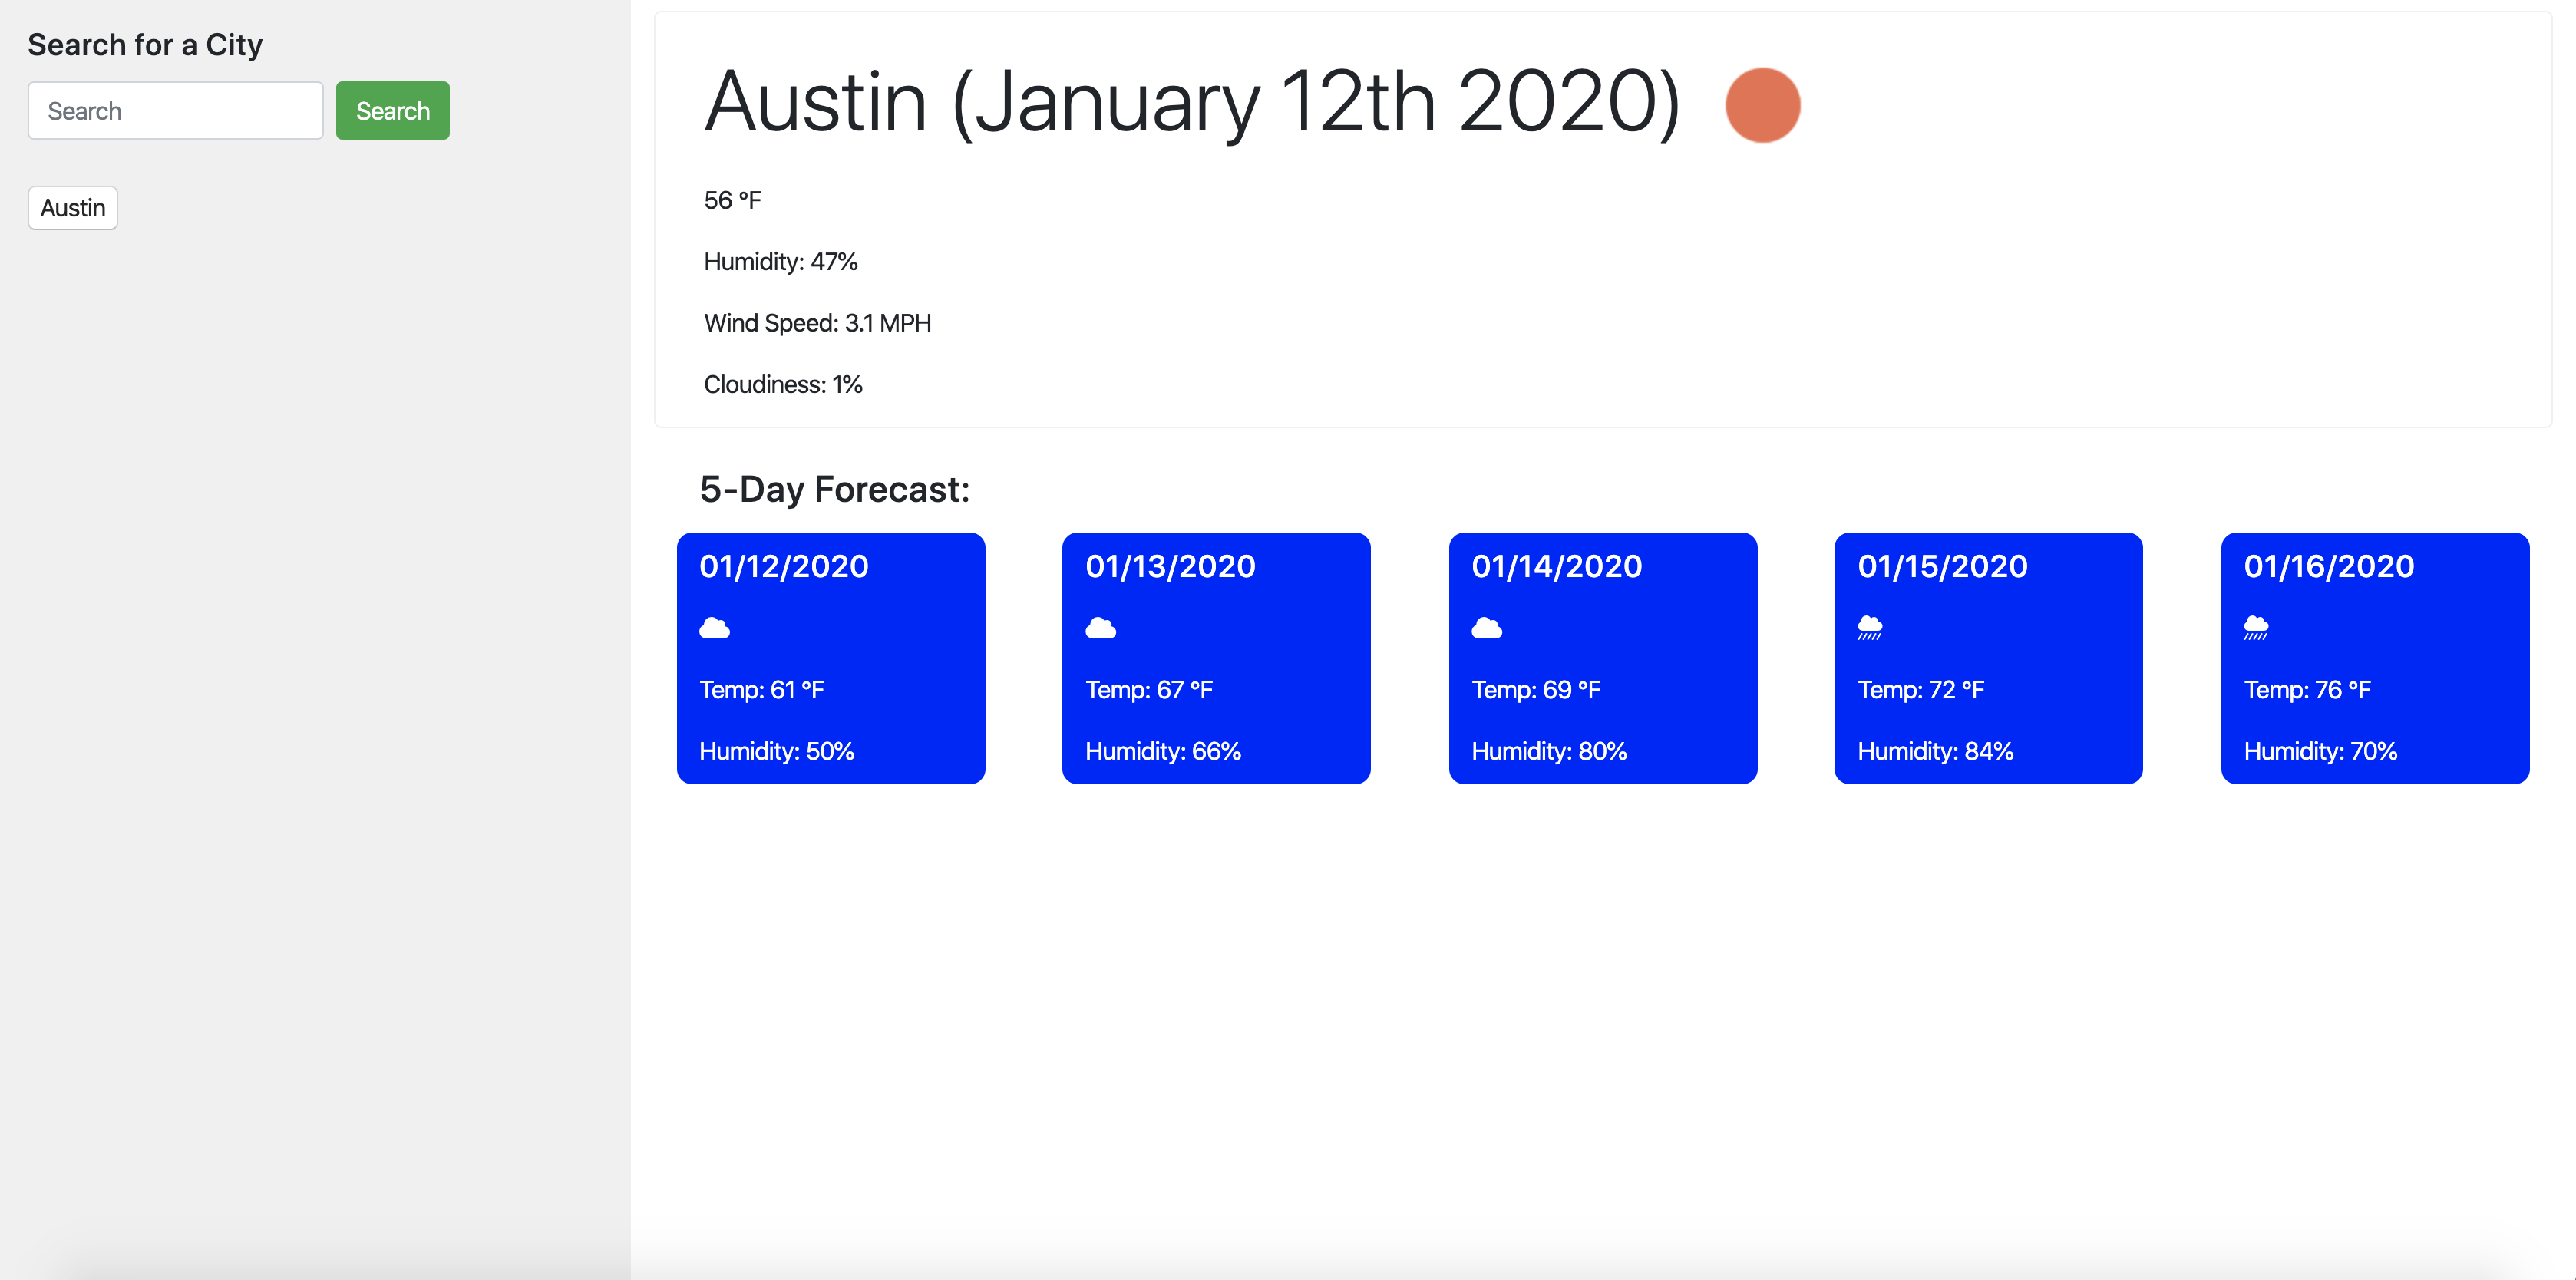 Search for a City
Search
Search
Austin
Austin (January 12th 2020)
56 °F
Humidity: 47%
Wind Speed: 3.1 MPH
Cloudiness: 1%
5-Day Forecast:
01/12/2020
Temp: 61 °F
Humidity: 50%
01/13/2020
Temp: 67 °F
Humidity: 66%
01/14/2020
Temp: 69 °F
Humidity: 80%
01/15/2020
Temp: 72 °F
Humidity: 84%
01/16/2020
Temp: 76 °F
Humidity: 70%